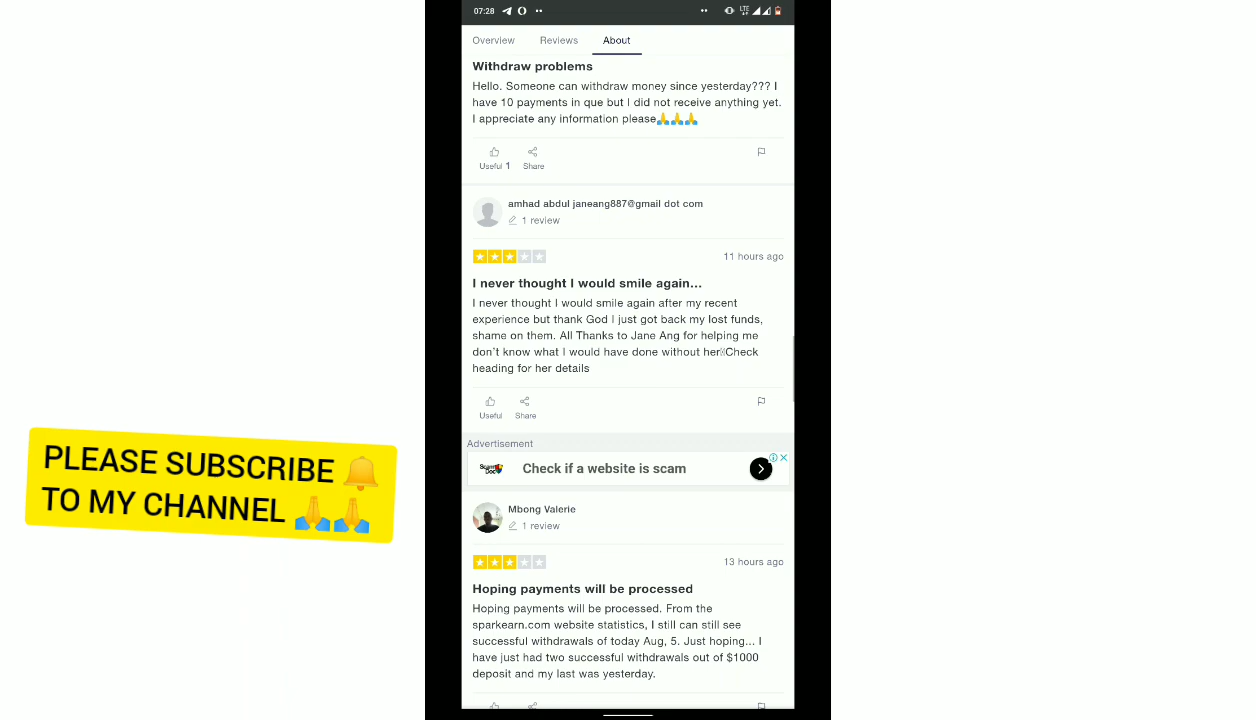 07:28
LTE
Overview Reviews About
Withdraw problems
Hello. Someone can withdraw money since yesterday??? I
have 10 payments in que but I did not receive anything yet.
I appreciate any information please🙏🙏🙏
Useful 1 Share
amhad abdul janeang887@gmail dot com
1 review
11 hours ago
I never thought I would smile again...
I never thought I would smile again after my recent
experience but thank God I just got back my lost funds,
shame on them. All Thanks to Jane Ang for helping me
don't know what I would have done without her Check
heading for her details
Useful Share
Advertisement
Check if a website is scam
Mbong Valerie
1 review
13 hours ago
Hoping payments will be processed
Hoping payments will be processed. From the
sparkearn.com website statistics, I still can still see
successful withdrawals of today Aug, 5. Just hoping... I
have just had two successful withdrawals out of $1000
deposit and my last was yesterday.
PLEASE SUBSCRIBE 🔔
TO MY CHANNEL 🙏🙏